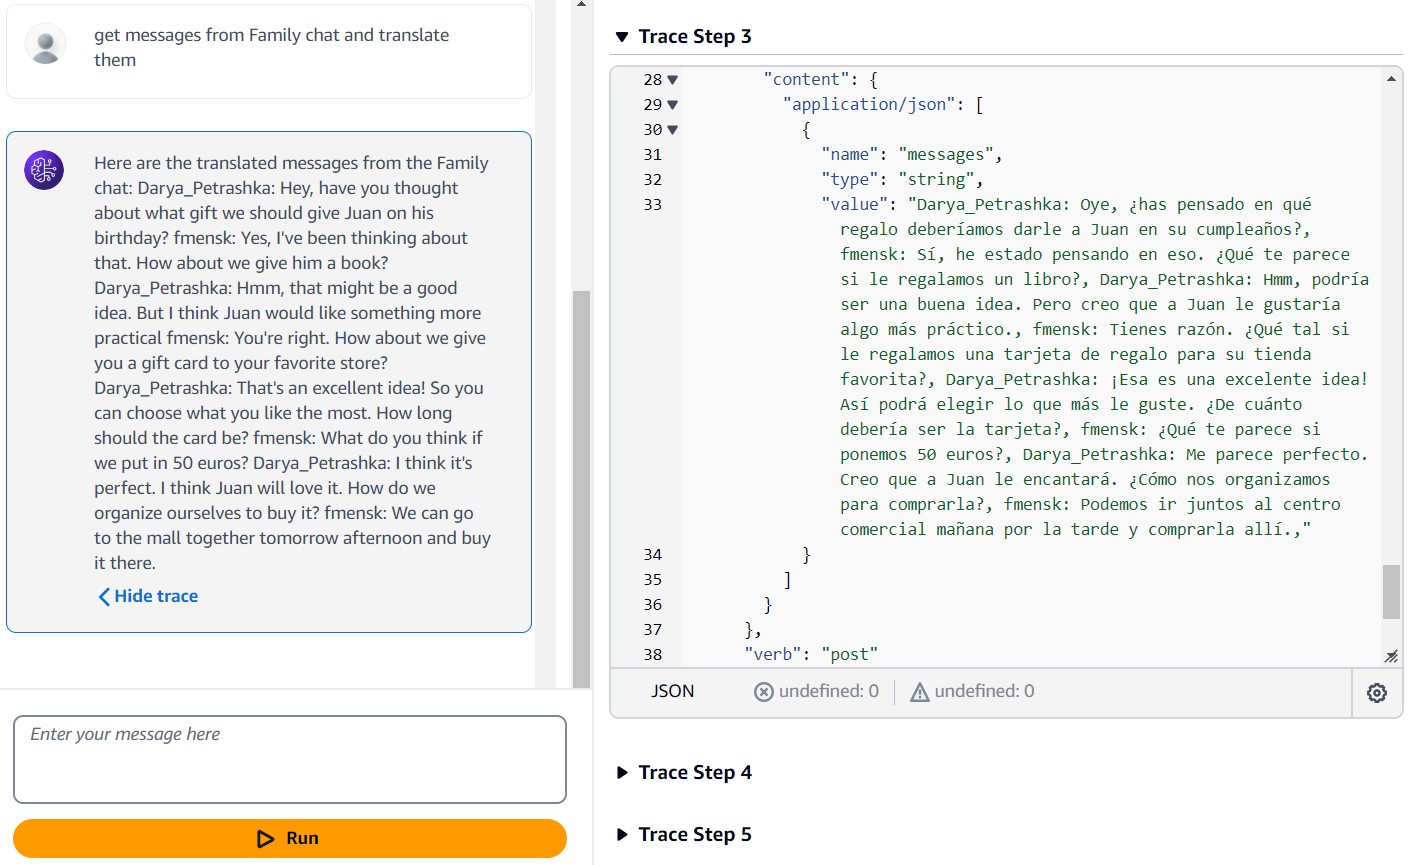 get messages from Family chat and translate
them
Here are the translated messages from the Family
chat: Darya_Petrashka: Hey, have you thought
about what gift we should give Juan on his
birthday? fmensk: Yes, I've been thinking about
that. How about we give him a book?
Darya_Petrashka: Hmm, that might be a good
idea. But I think Juan would like something more
practical fmensk: You're right. How about we give
you a gift card to your favorite store?
Darya_Petrashka: That's an excellent idea! So you
can choose what you like the most. How long
should the card be? fmensk: What do you think if
we put in 50 euros? Darya_Petrashka: I think it's
perfect. I think Juan will love it. How do we
organize ourselves to buy it? fmensk: We can go
to the mall together tomorrow afternoon and buy
it there.
Hide trace
Enter your message here
Run
Trace Step 3
28 "content": {
29 "application/json": [
30 {
31 "name": "messages",
32 "type": "string",
33 "value": "Darya_Petrashka: Oye, ¿has pensado en qué
regalo deberíamos darle a Juan en su cumpleaños?,
fmensk: Sí, he estado pensando en eso. ¿Qué te parece
si le regalamos un libro?, Darya_Petrashka: Hmm, podría
ser una buena idea. Pero creo que a Juan le gustaría
algo más práctico., fmensk: Tienes razón. ¿Qué tal si
le regalamos una tarjeta de regalo para su tienda
favorita?, Darya_Petrashka: ¡Esa es una excelente idea!
Así podrá elegir lo que más le guste. ¿De cuánto
debería ser la tarjeta?, fmensk: ¿Qué te parece si
ponemos 50 euros?, Darya_Petrashka: Me parece perfecto.
Creo que a Juan le encantará. ¿Cómo nos organizamos
para comprarla?, fmensk: Podemos ir juntos al centro
comercial mañana por la tarde y comprarla allí.,"
34 }
35 ]
36 }
37 },
38 "verb": "post"
JSON undefined: 0 undefined: 0
Trace Step 4
Trace Step 5